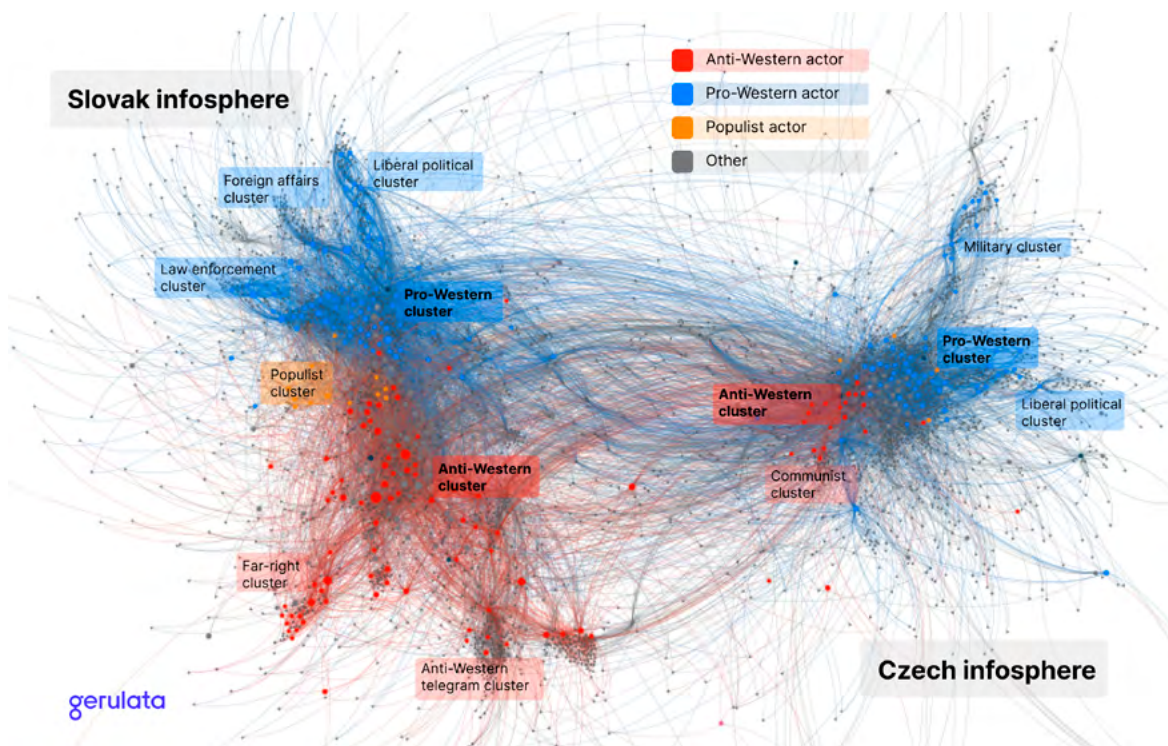 Slovak infosphere
Anti-Western actor
Pro-Western actor
Populist actor
Other
Liberal political
cluster
Foreign affairs
cluster
Law enforcement
cluster
Pro-Western
cluster
Populist
cluster
Anti-Western
cluster
Far-right
cluster
Anti-Western
telegram cluster
Military cluster
Pro-Western
cluster
Anti-Western
cluster
Liberal political
cluster
Communist
cluster
Czech infosphere
gerulata